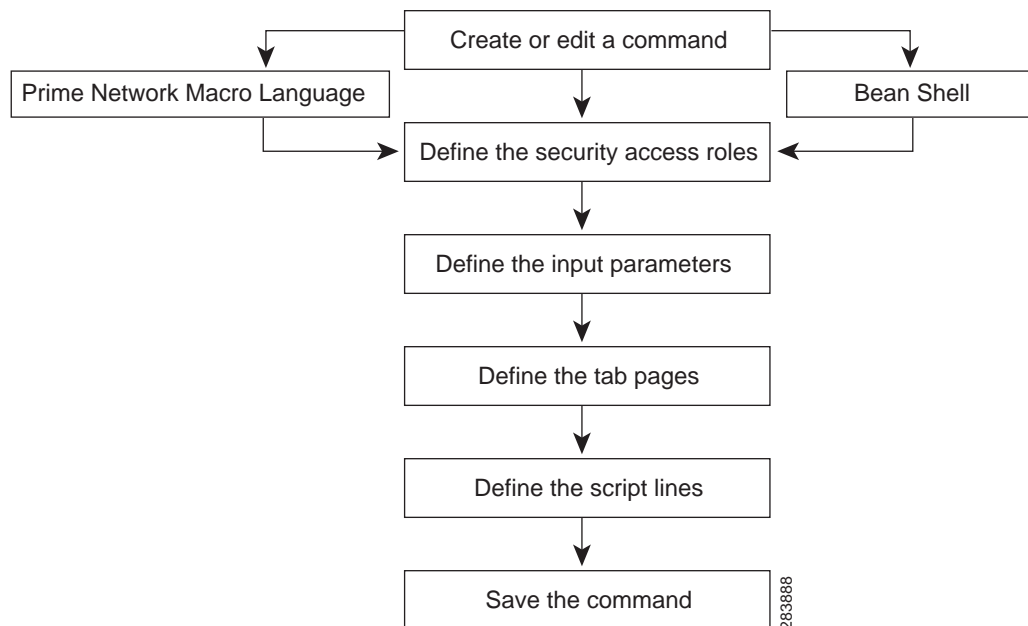 Create or edit a command
Prime Network Macro Language
Bean Shell
Define the security access roles
Define the input parameters
Define the tab pages
Define the script lines
Save the command
283888